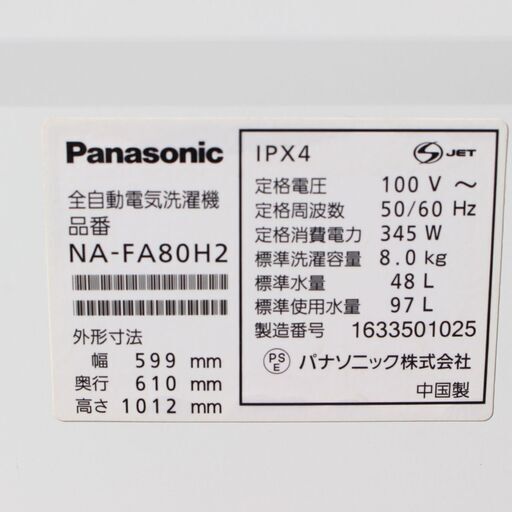 Panasonic
全自動電気洗濯機
品番
NA-FA80H2
外形寸法
幅 599 mm
奥行 610 mm
高さ 1012 mm
IPX4
S JET
定格電圧 100 V ～
定格周波数 50/60 Hz
定格消費電力 345 W
標準洗濯容量 8.0 kg
標準水量 48 L
標準使用水量 97 L
製造番号 1633501025
PS E パナソニック株式会社
中国製